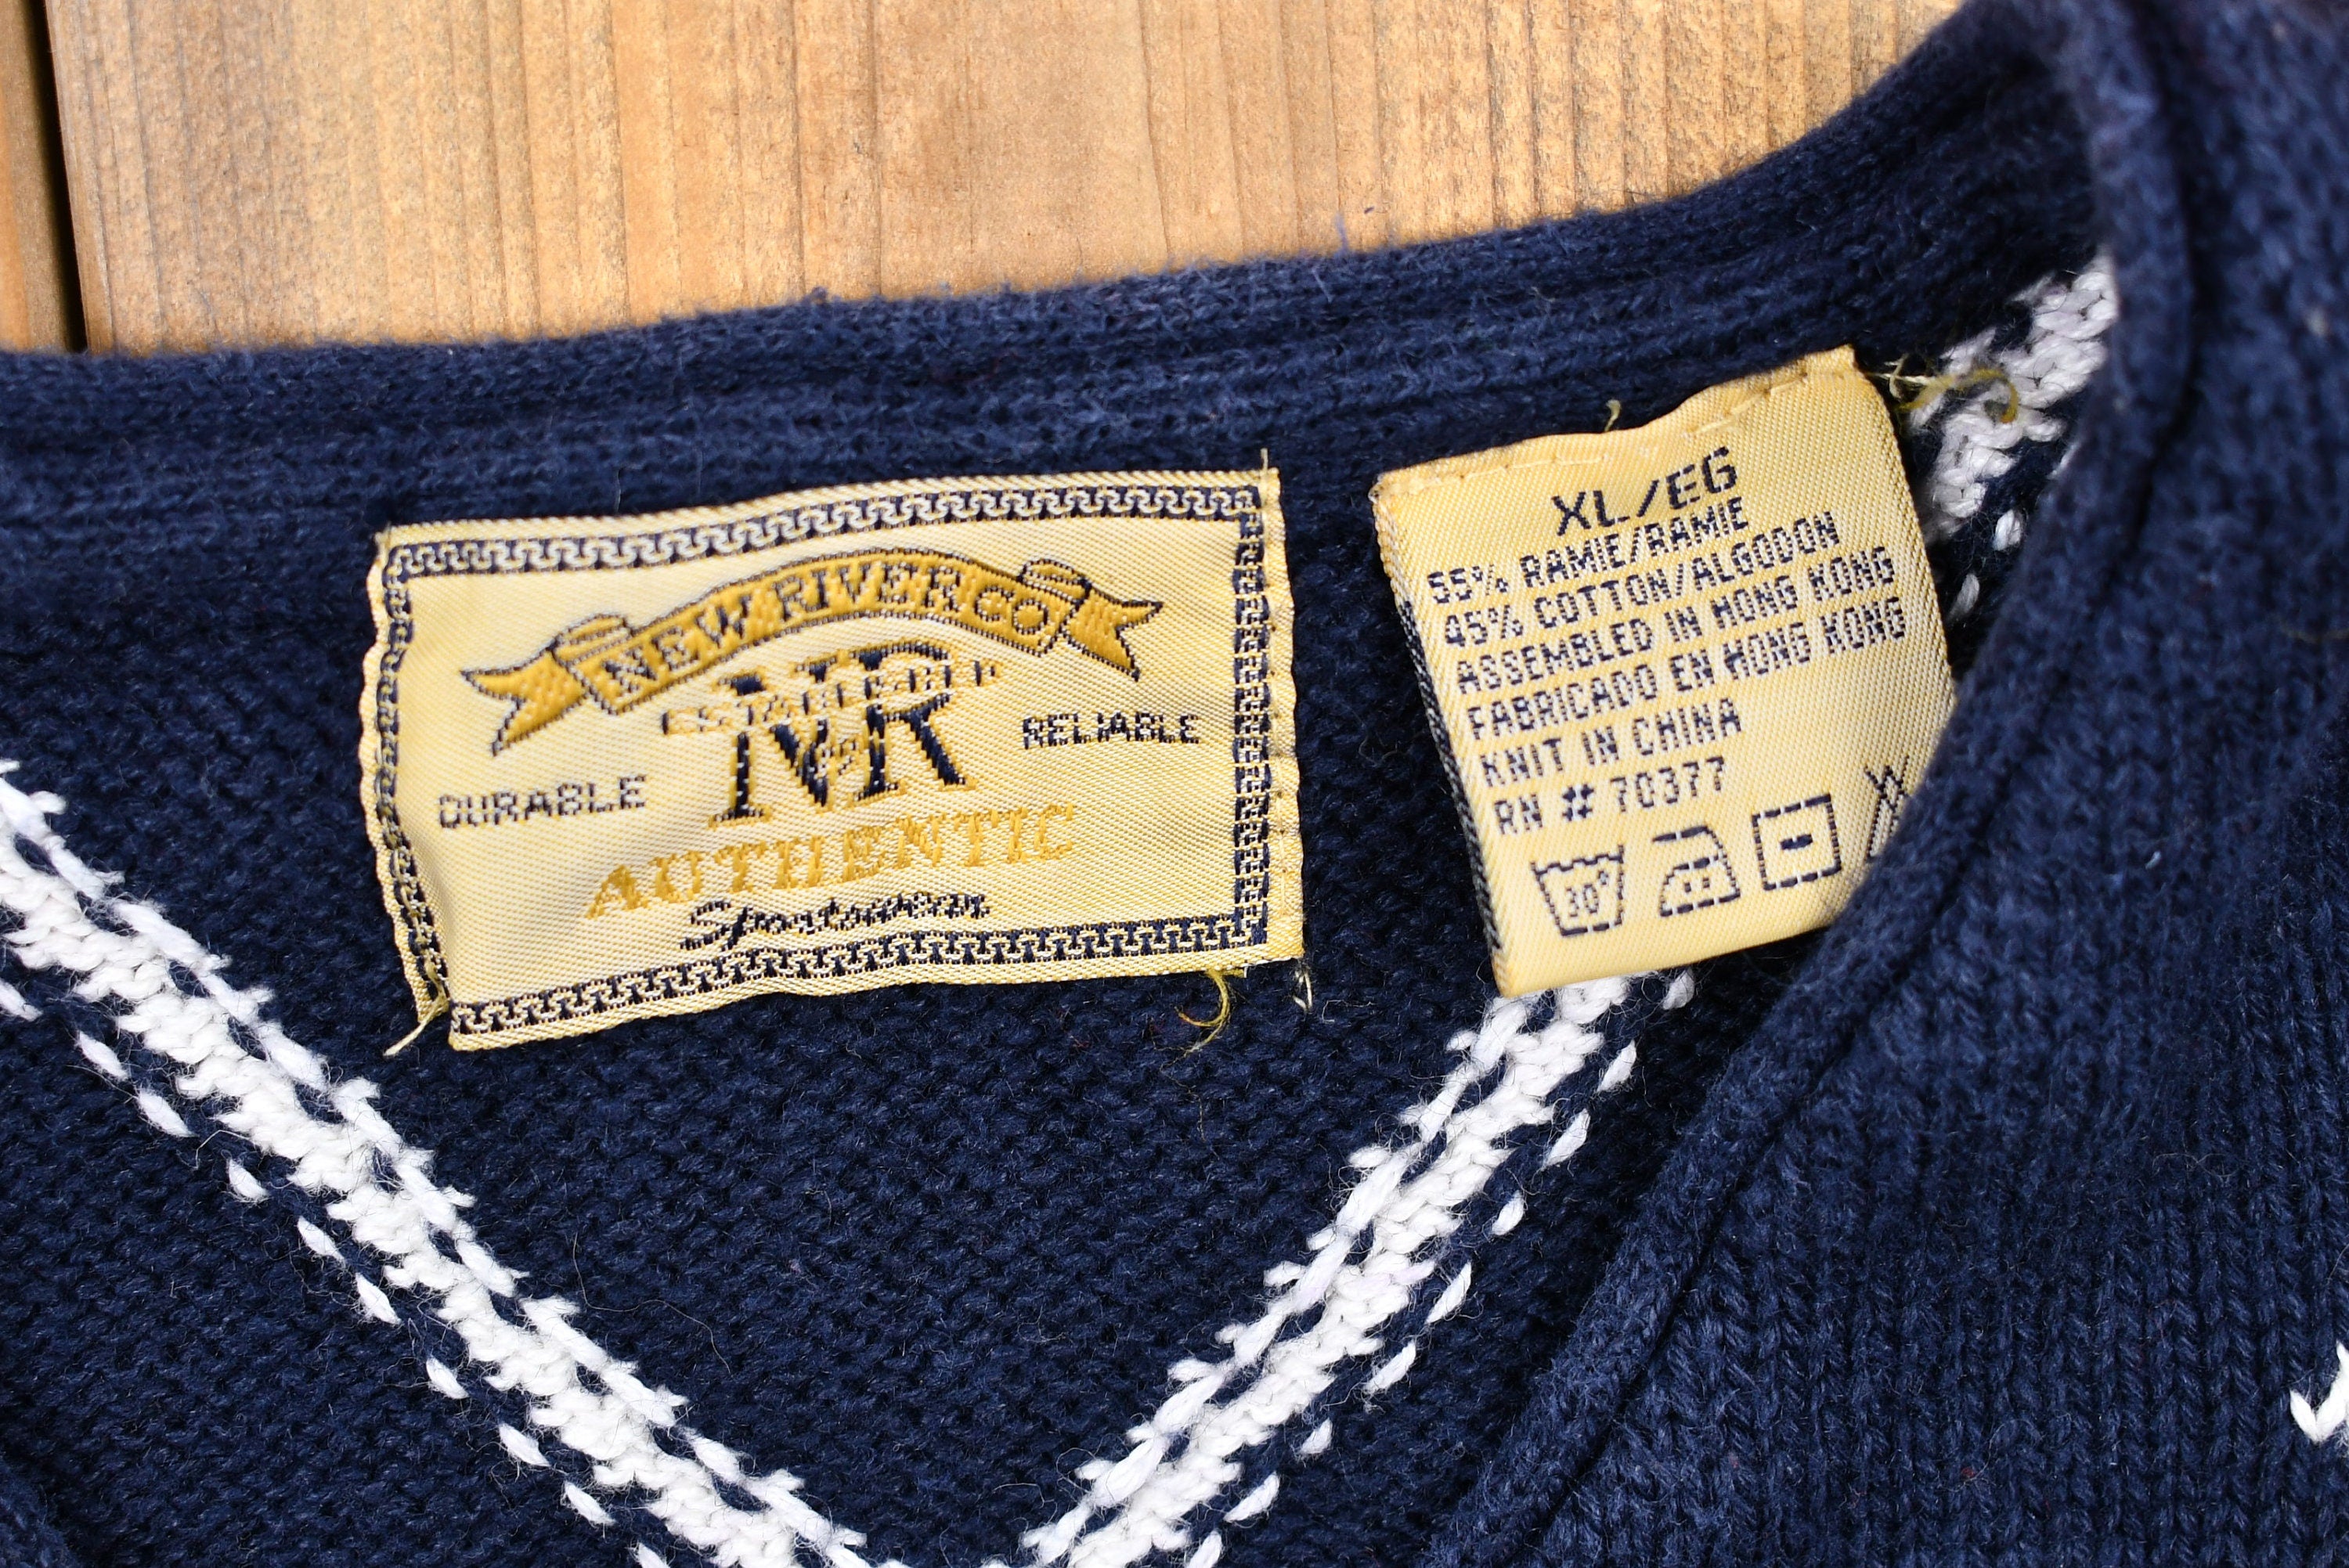 NEW RIVER CO
ESTABLISHED
NR
DURABLE
RELIABLE
AUTHENTIC
Sportswear
XL/EG
55% RAMIE/RAMIE
45% COTTON/ALGODON
ASSEMBLED IN HONG KONG
FABRICADO EN HONG KONG
KNIT IN CHINA
RN # 70377
30°